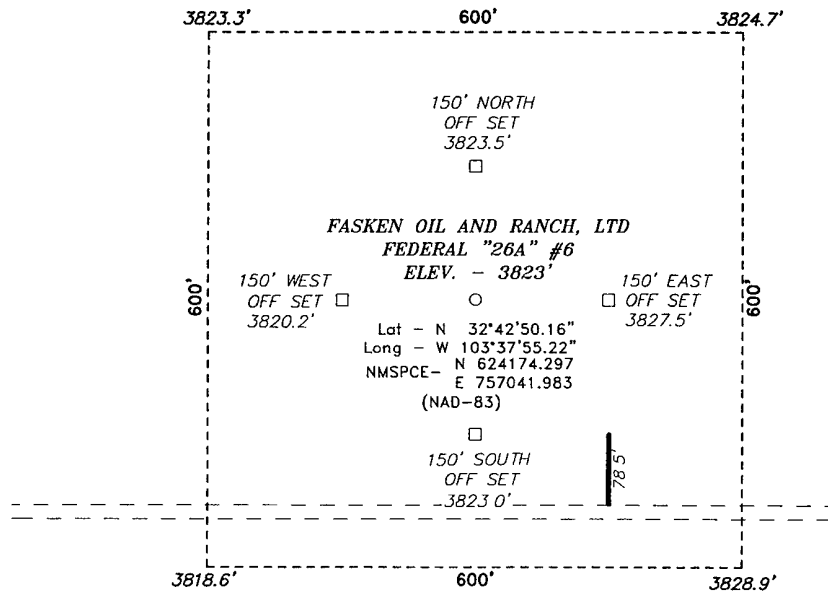 3823.3'
600'
3824.7'
150' NORTH
OFF SET
3823.5'
FASKEN OIL AND RANCH, LTD
FEDERAL "26A" #6
ELEV. - 3823'
600'
150' WEST
OFF SET
3820.2'
150' EAST
OFF SET
3827.5'
600'
Lat - N 32°42'50.16"
Long - W 103°37'55.22"
NMSPCE- N 624174.297
E 757041.983
(NAD-83)
150' SOUTH
OFF SET
3823 0'
78 5'
3818.6'
600'
3828.9'